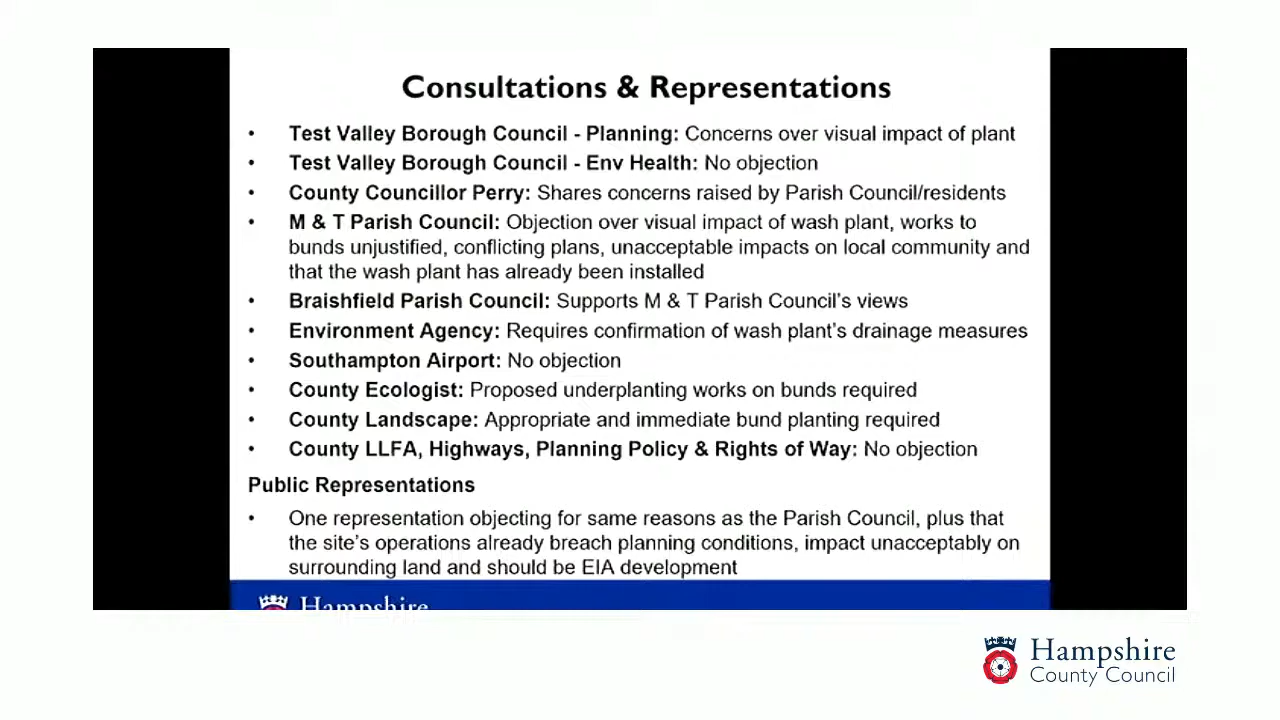 Consultations & Representations
• Test Valley Borough Council - Planning: Concerns over visual impact of plant
• Test Valley Borough Council - Env Health: No objection
• County Councillor Perry: Shares concerns raised by Parish Council/residents
• M & T Parish Council: Objection over visual impact of wash plant, works to
bunds unjustified, conflicting plans, unacceptable impacts on local community and
that the wash plant has already been installed
• Braishfield Parish Council: Supports M & T Parish Council's views
• Environment Agency: Requires confirmation of wash plant's drainage measures
• Southampton Airport: No objection
• County Ecologist: Proposed underplanting works on bunds required
• County Landscape: Appropriate and immediate bund planting required
• County LLFA, Highways, Planning Policy & Rights of Way: No objection
Public Representations
• One representation objecting for same reasons as the Parish Council, plus that
the site's operations already breach planning conditions, impact unacceptably on
surrounding land and should be EIA development
Hampshire
Hampshire
County Council